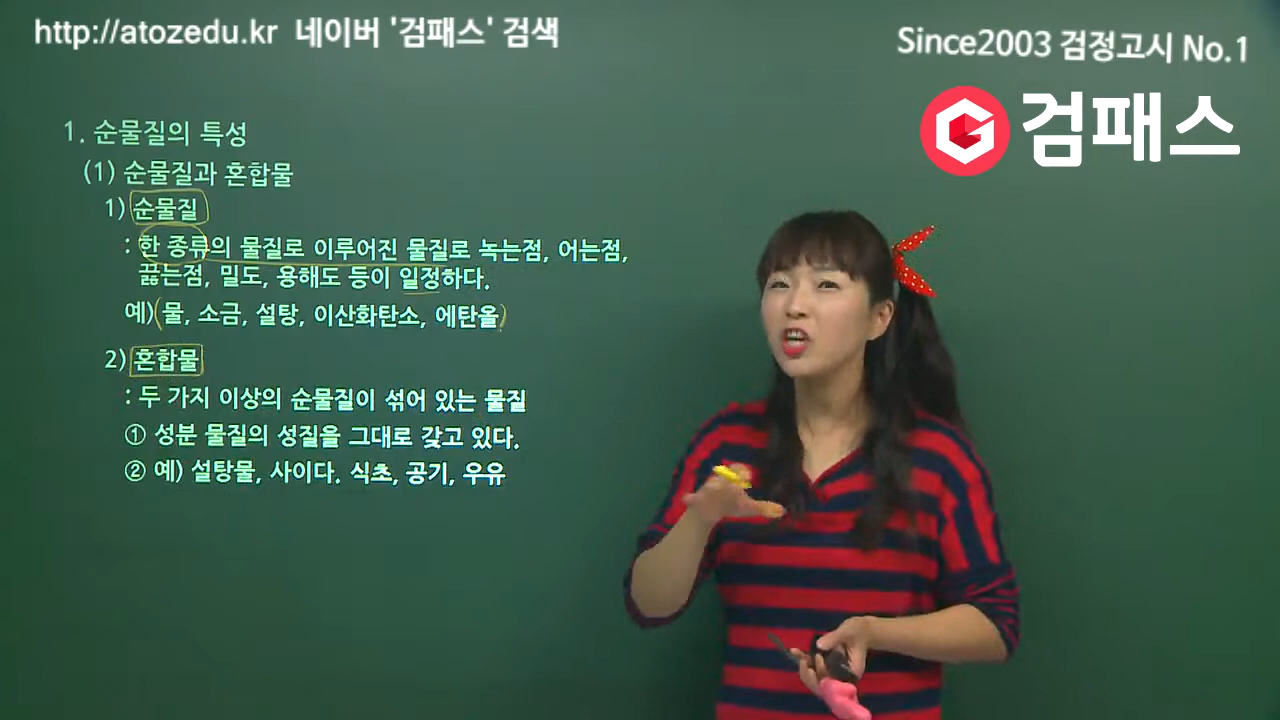 http://atozedu.kr 네이버 '검패스' 검색
Since2003 검정고시 No.1
검패스
1. 순물질의 특성
(1) 순물질과 혼합물
1) 순물질
: 한 종류의 물질로 이루어진 물질로 녹는점, 어는점,
끓는점, 밀도, 용해도 등이 일정하다.
예) 물, 소금, 설탕, 이산화탄소, 에탄올
2) 혼합물
: 두 가지 이상의 순물질이 섞여 있는 물질
① 성분 물질의 성질을 그대로 갖고 있다.
② 예) 설탕물, 사이다. 식초, 공기, 우유